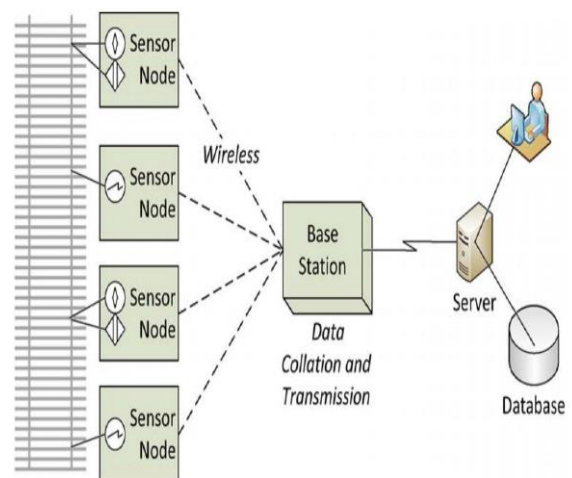 Sensor
Node
Wireless
Sensor
Node
Base
Station
Sensor
Node
Data
Collation and
Transmission
Server
Sensor
Node
Database